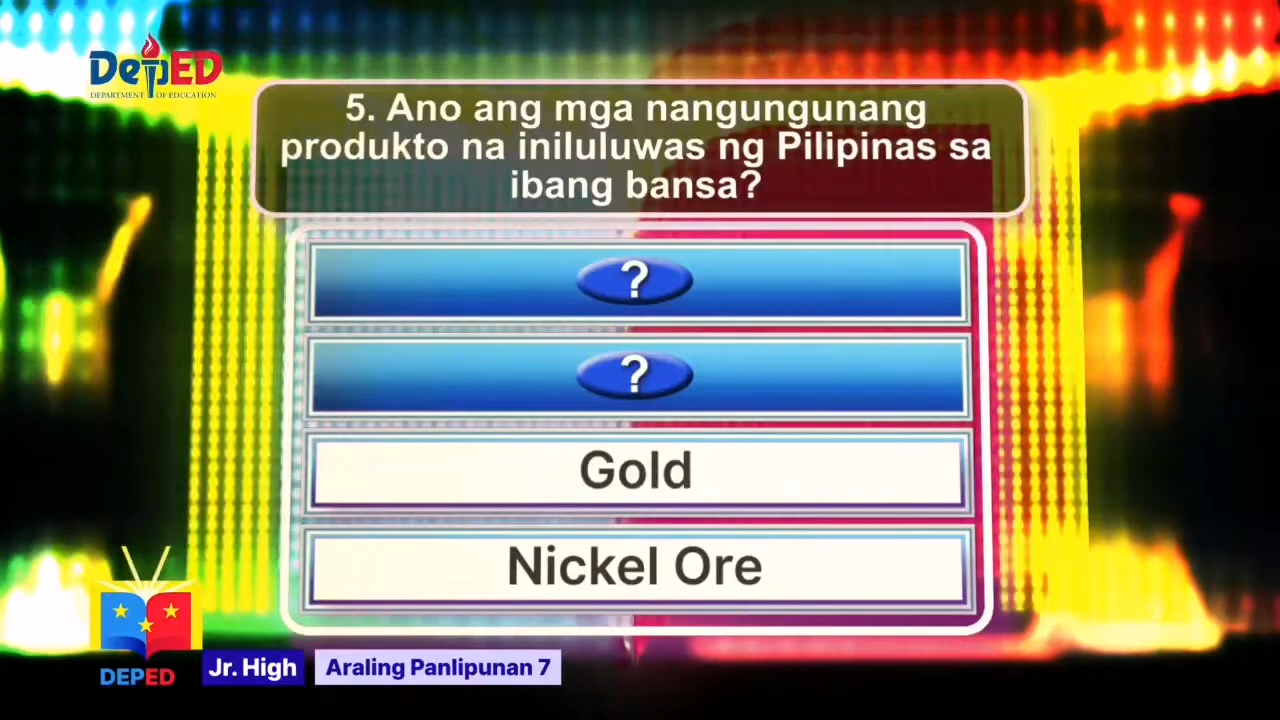 DepED
DEPARTMENT OF EDUCATION
5. Ano ang mga nangungunang
produkto na iniluluwas ng Pilipinas sa
ibang bansa?
?
?
Gold
Nickel Ore
DEPED
Jr. High
Araling Panlipunan 7